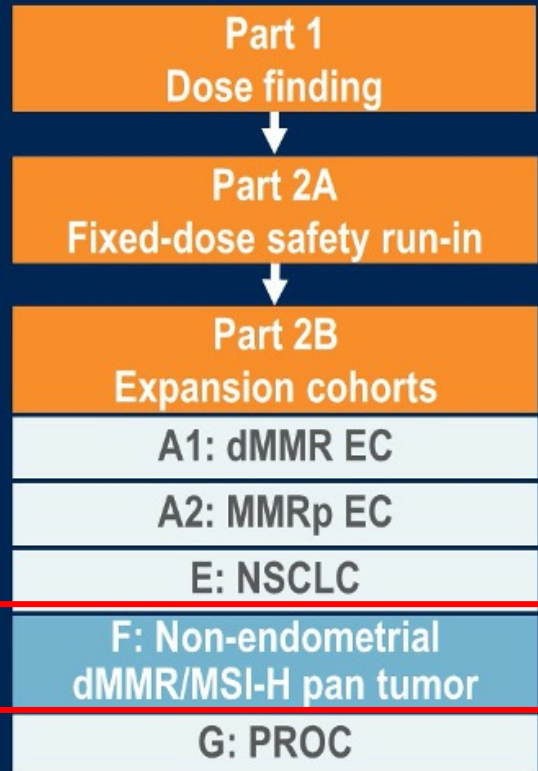 Part 1
Dose finding
Part 2A
Fixed-dose safety run-in
Part 2B
Expansion cohorts
A1: dMMR EC
A2: MMRp EC
E: NSCLC
F: Non-endometrial
dMMR/MSI-H pan tumor
G: PROC